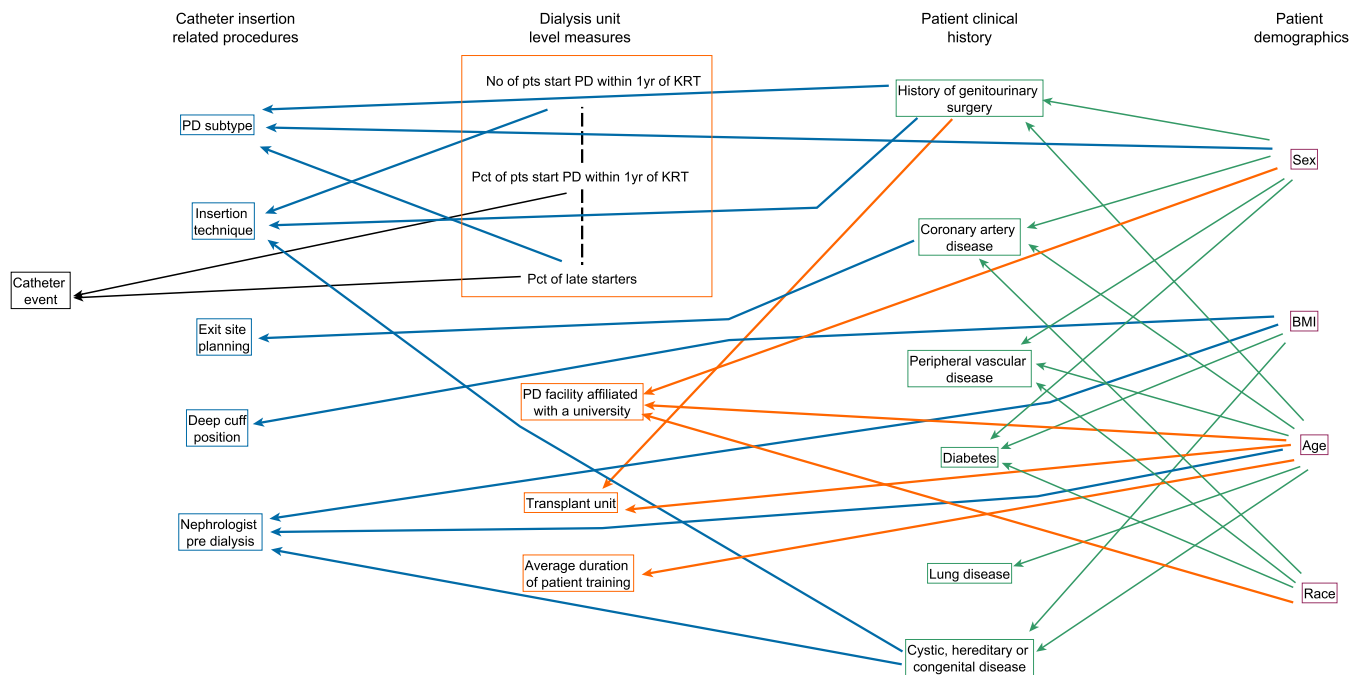 Catheter insertion
related procedures
Dialysis unit
level measures
Patient clinical
history
Patient
demographics
No of pts start PD within 1yr of KRT
History of genitourinary
surgery
PD subtype
Sex
Pct of pts start PD within 1yr of KRT
Insertion
technique
Coronary artery
disease
Catheter
event
Pct of late starters
Exit site
planning
BMI
Peripheral vascular
disease
PD facility affiliated
with a university
Deep cuff
position
Age
Diabetes
Transplant unit
Nephrologist
pre dialysis
Average duration
of patient training
Lung disease
Race
Cystic, hereditary or
congenital disease